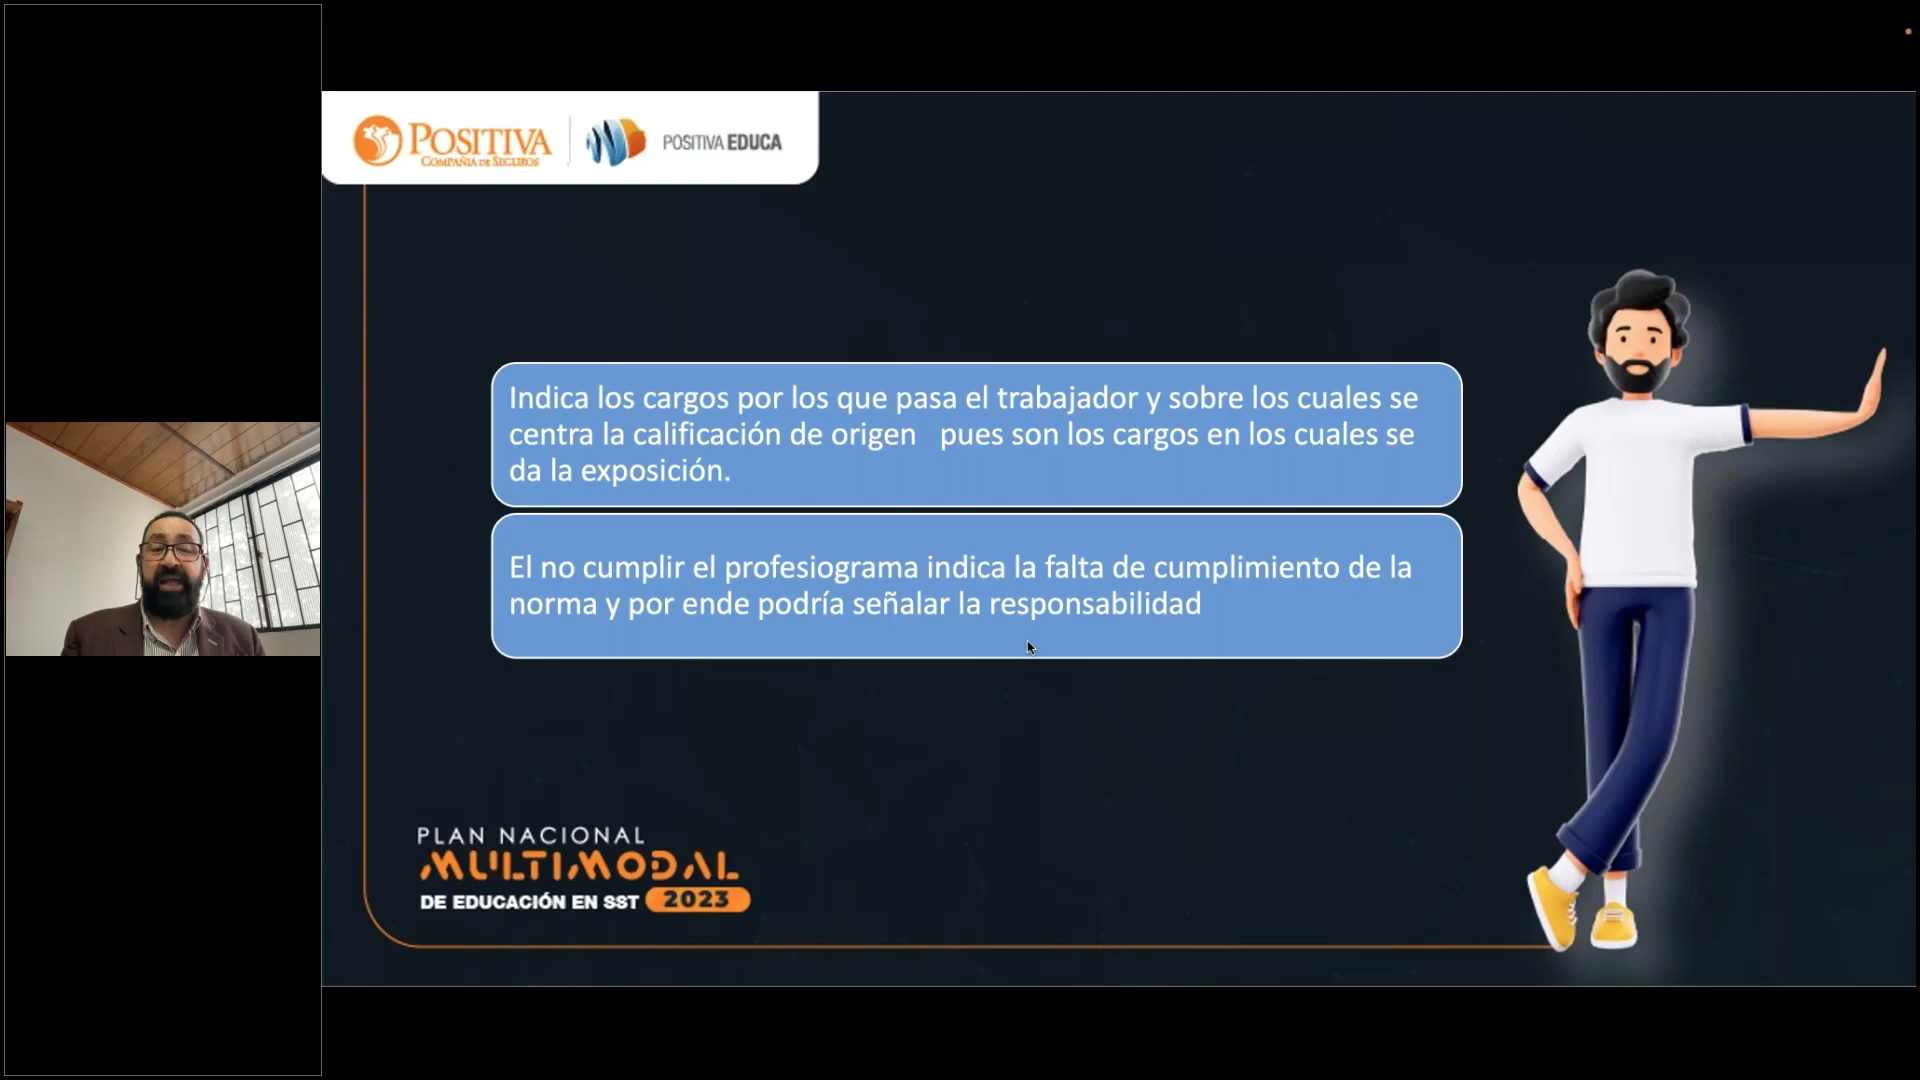 POSITIVA
COMPAÑIA DE SEGUROS
POSITIVA EDUCA
Indica los cargos por los que pasa el trabajador y sobre los cuales se
centra la calificación de origen   pues son los cargos en los cuales se
da la exposición.
El no cumplir el profesiograma indica la falta de cumplimiento de la
norma y por ende podría señalar la responsabilidad
PLAN NACIONAL
MULTIMODAL
DE EDUCACIÓN EN SST 2023